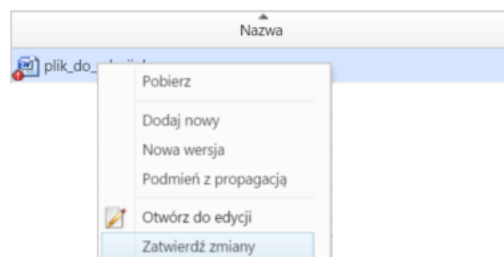 Nazwa
plik_do_
Pobierz
Dodaj nowy
Nowa wersja
Podmień z propagacją
Otwórz do edycji
Zatwierdź zmiany